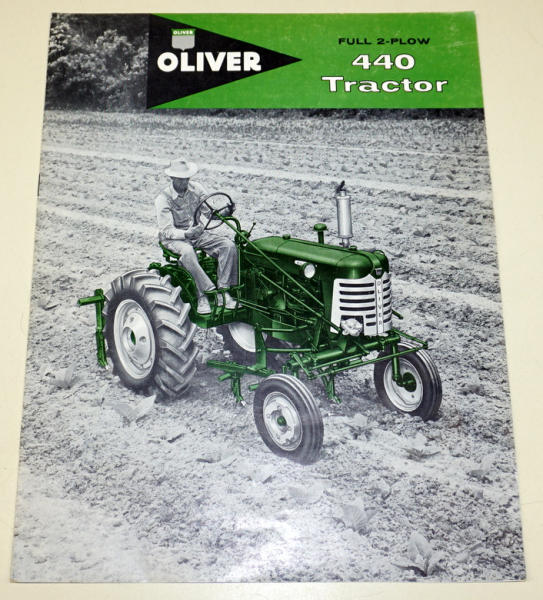 OLIVER
OLIVER
FULL 2-PLOW
440
Tractor